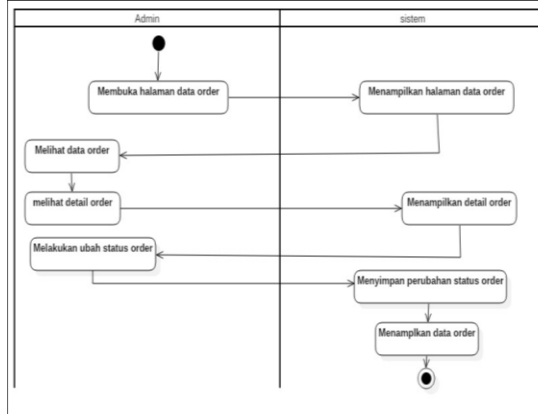 Admin
sistem
Membuka halaman data order
Menampilkan halaman data order
Melihat data order
melihat detail order
Menampilkan detail order
Melakukan ubah status order
Menyimpan perubahan status order
Menamplkan data order